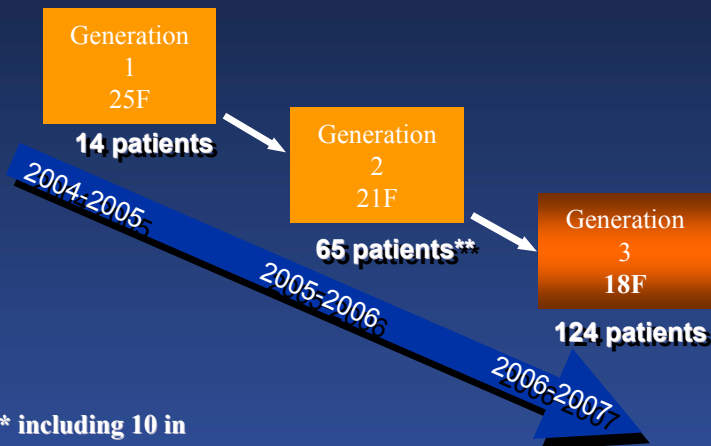 Generation
1
25F
14 patients
Generation
2
21F
65 patients**
Generation
3
18F
124 patients
2004-2005
2005-2006
2006-2007
* including 10 in